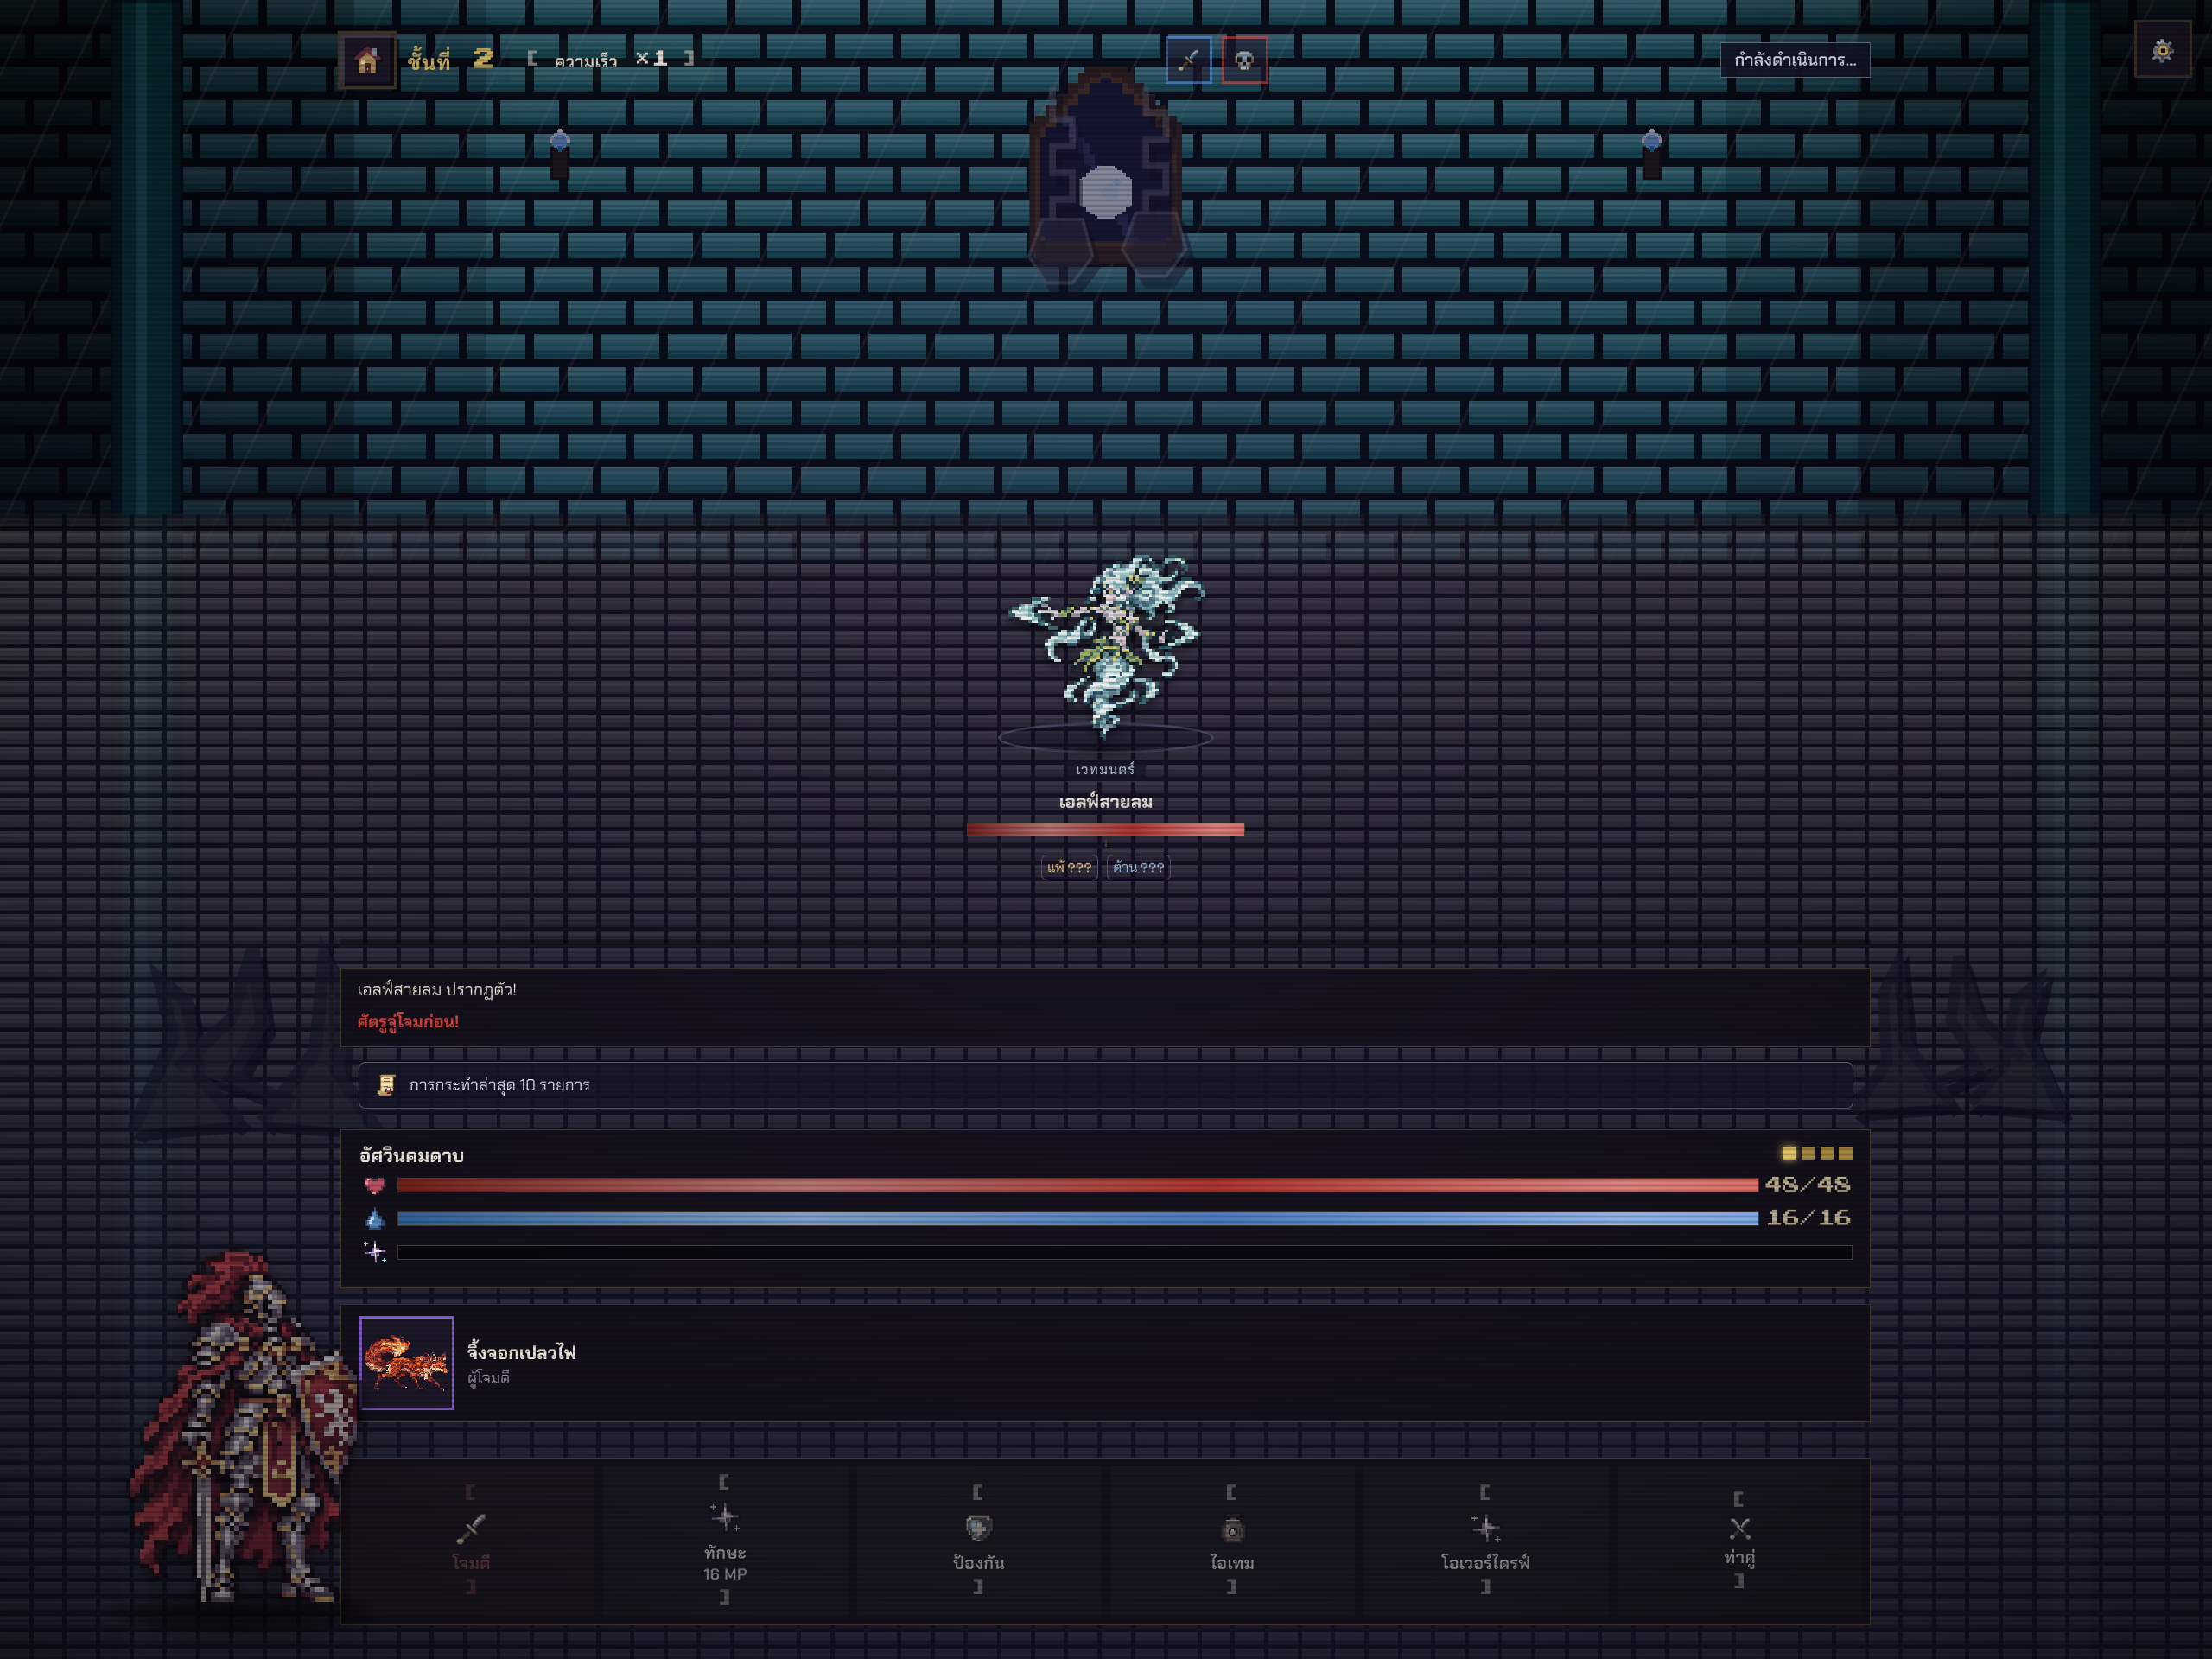 ชั้นที่ 2 [ ความเร็ว ×1 ]
กำลังดำเนินการ...
เวทมนตร์
เอลฟ์สายลม
แพ้ ??? ต้าน ???
เอลฟ์สายลม ปรากฏตัว!
ศัตรูจู่โจมก่อน!
การกระทำล่าสุด 10 รายการ
อัศวินคมดาบ
48/48
16/16
จิ้งจอกเปลวไฟ
ผู้โจมตี
[ โจมตี ]
[ ทักษะ
16 MP ]
[ ป้องกัน ]
[ ไอเทม ]
[ โอเวอร์ไดรฟ์ ]
[ ท่าคู่ ]